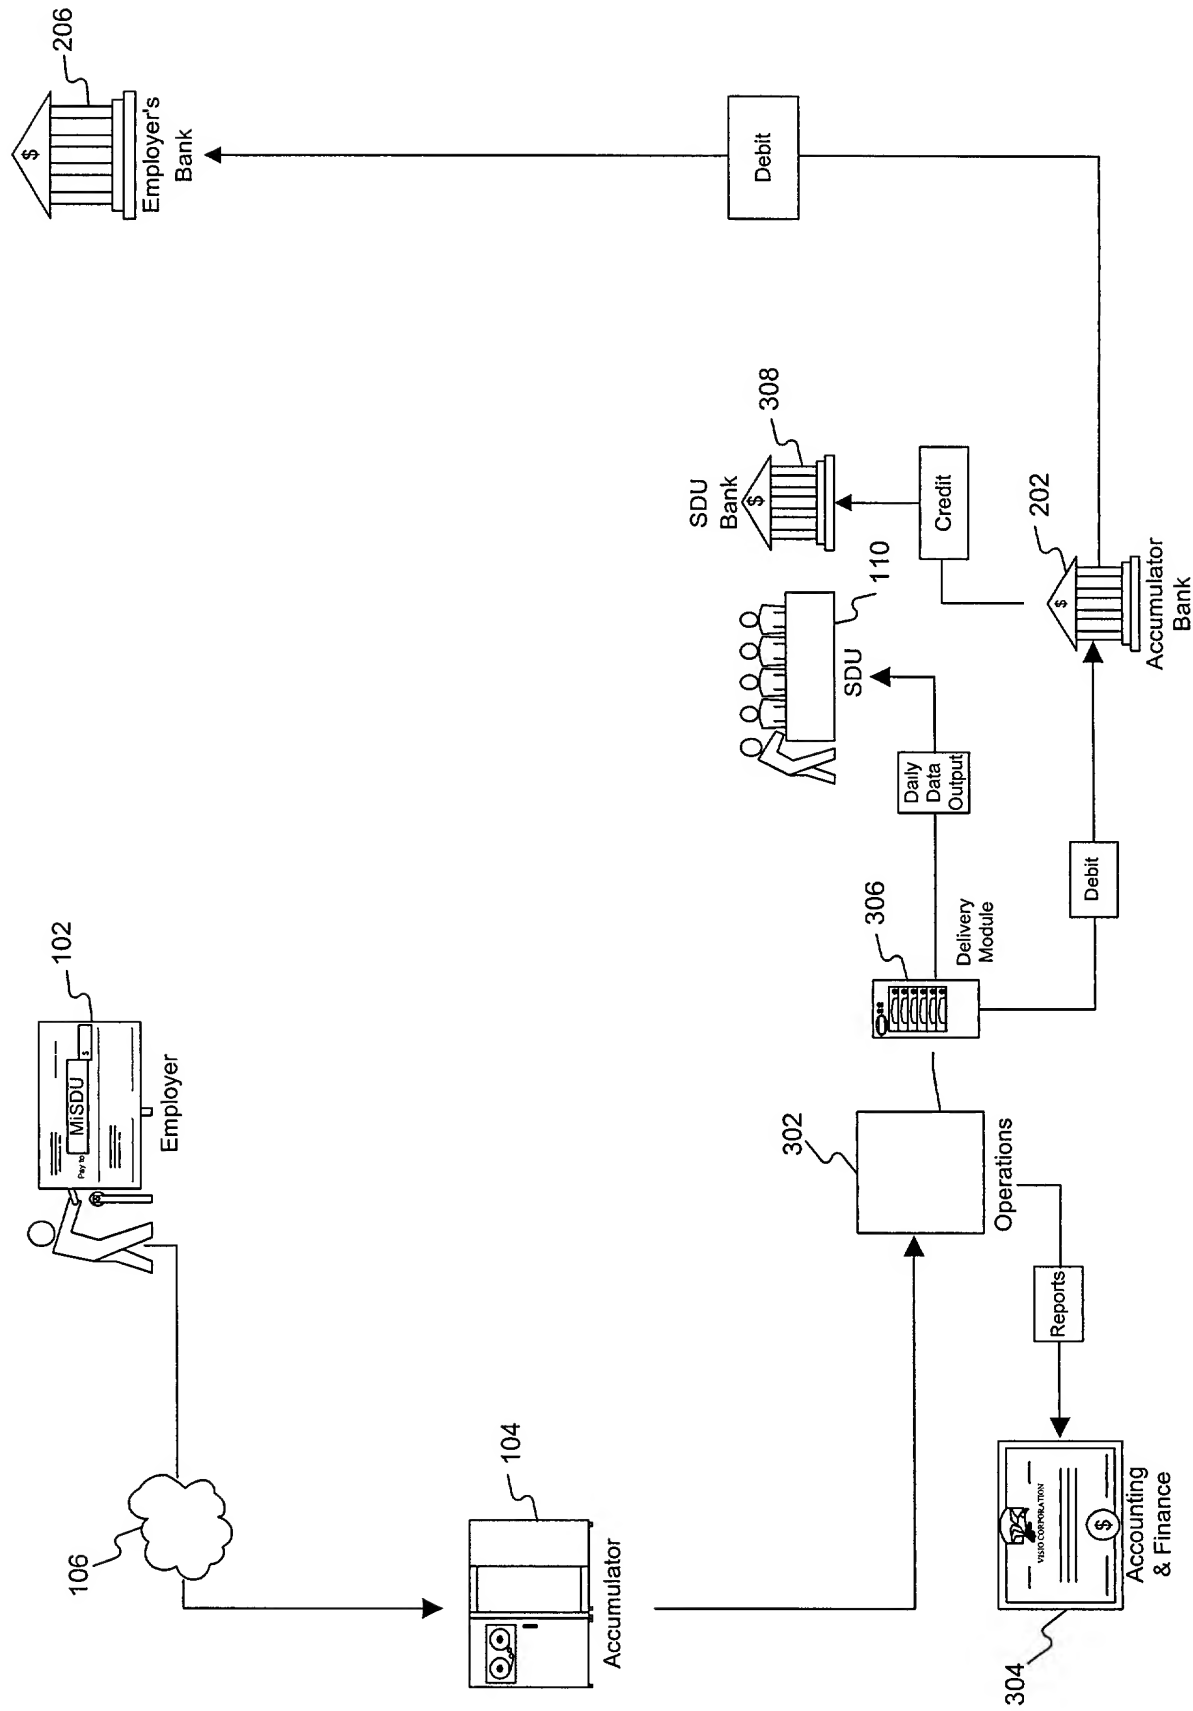 102
206
$
106
$
MiSDU
Pay to
Employer
Employer's
Bank
104
Accumulator
SDU
Bank
308
$
Debit
302
306
110
SDU
Daily
Data
Output
Credit
Delivery
Module
Operations
304
VISIO CORPORATION
$
Reports
Debit
202
$
Accounting
& Finance
Accumulator
Bank